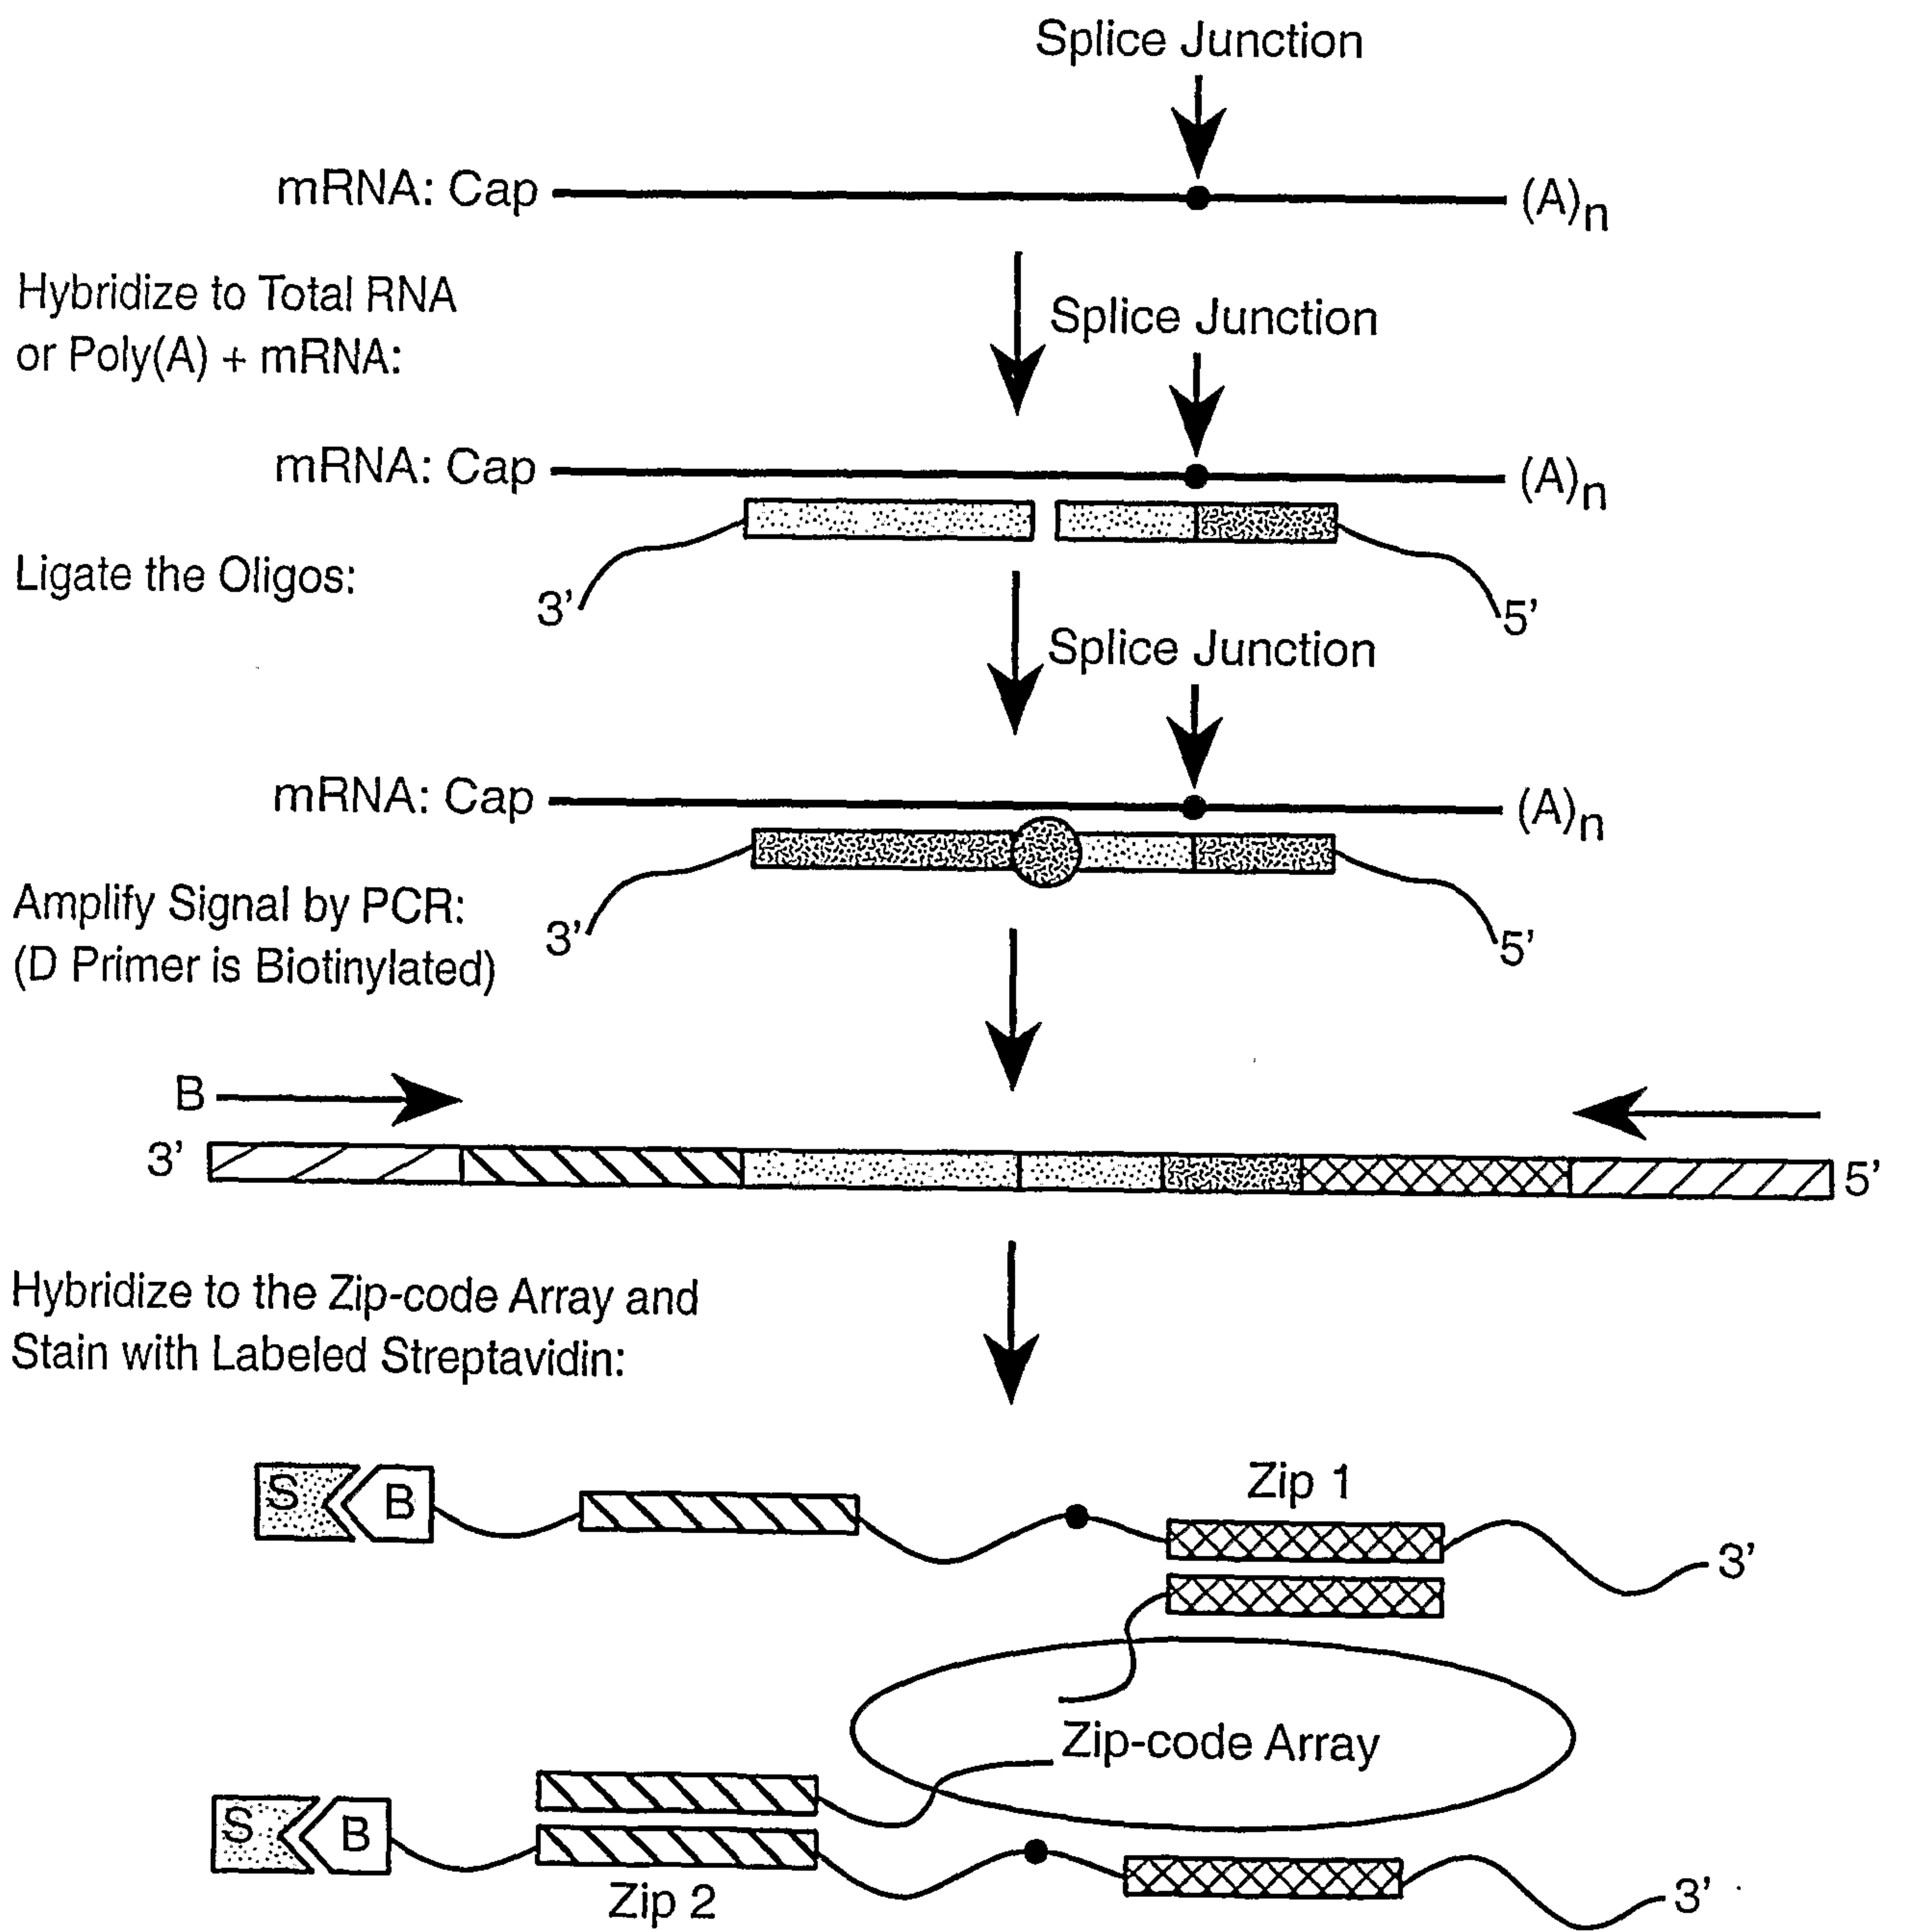 Splice Junction
mRNA: Cap
(A)n
Hybridize to Total RNA
or Poly(A) + mRNA:
Splice Junction
mRNA: Cap
(A)n
Ligate the Oligos:
3'
5'
Splice Junction
mRNA: Cap
(A)n
Amplify Signal by PCR:
(D Primer is Biotinylated)
3'
5'
B
3'
5'
Hybridize to the Zip-code Array and
Stain with Labeled Streptavidin:
S
B
Zip 1
3'
Zip-code Array
S
B
Zip 2
3'